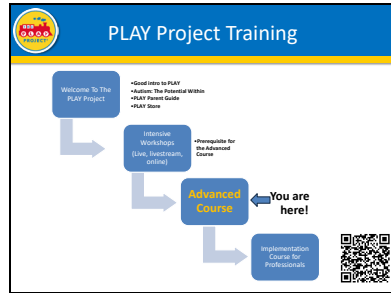 PLAY
PROJECT
PLAY Project Training
Welcome To The
PLAY Project
•Good intro to PLAY
•Autism: The Potential Within
•PLAY Parent Guide
•PLAY Store
Intensive
Workshops
(Live, livestream,
online)
•Prerequisite for
the Advanced
Course
Advanced
Course
You are
here!
Implementation
Course for
Professionals